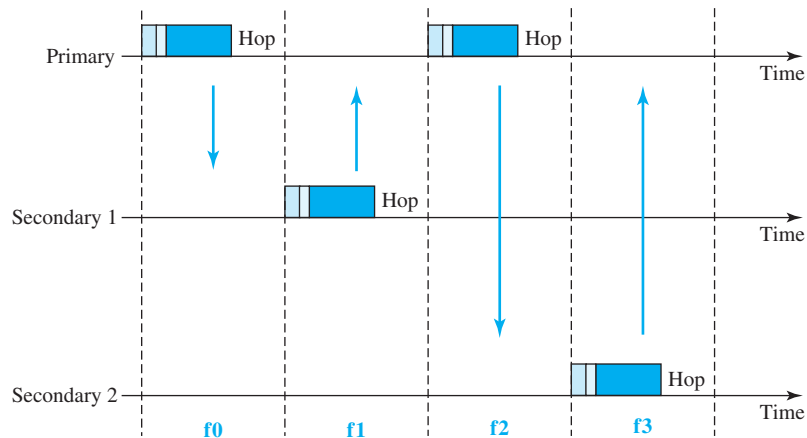 Hop
Hop
Primary
Time
Hop
Secondary 1
Time
Hop
Secondary 2
Time
f0
f1
f2
f3